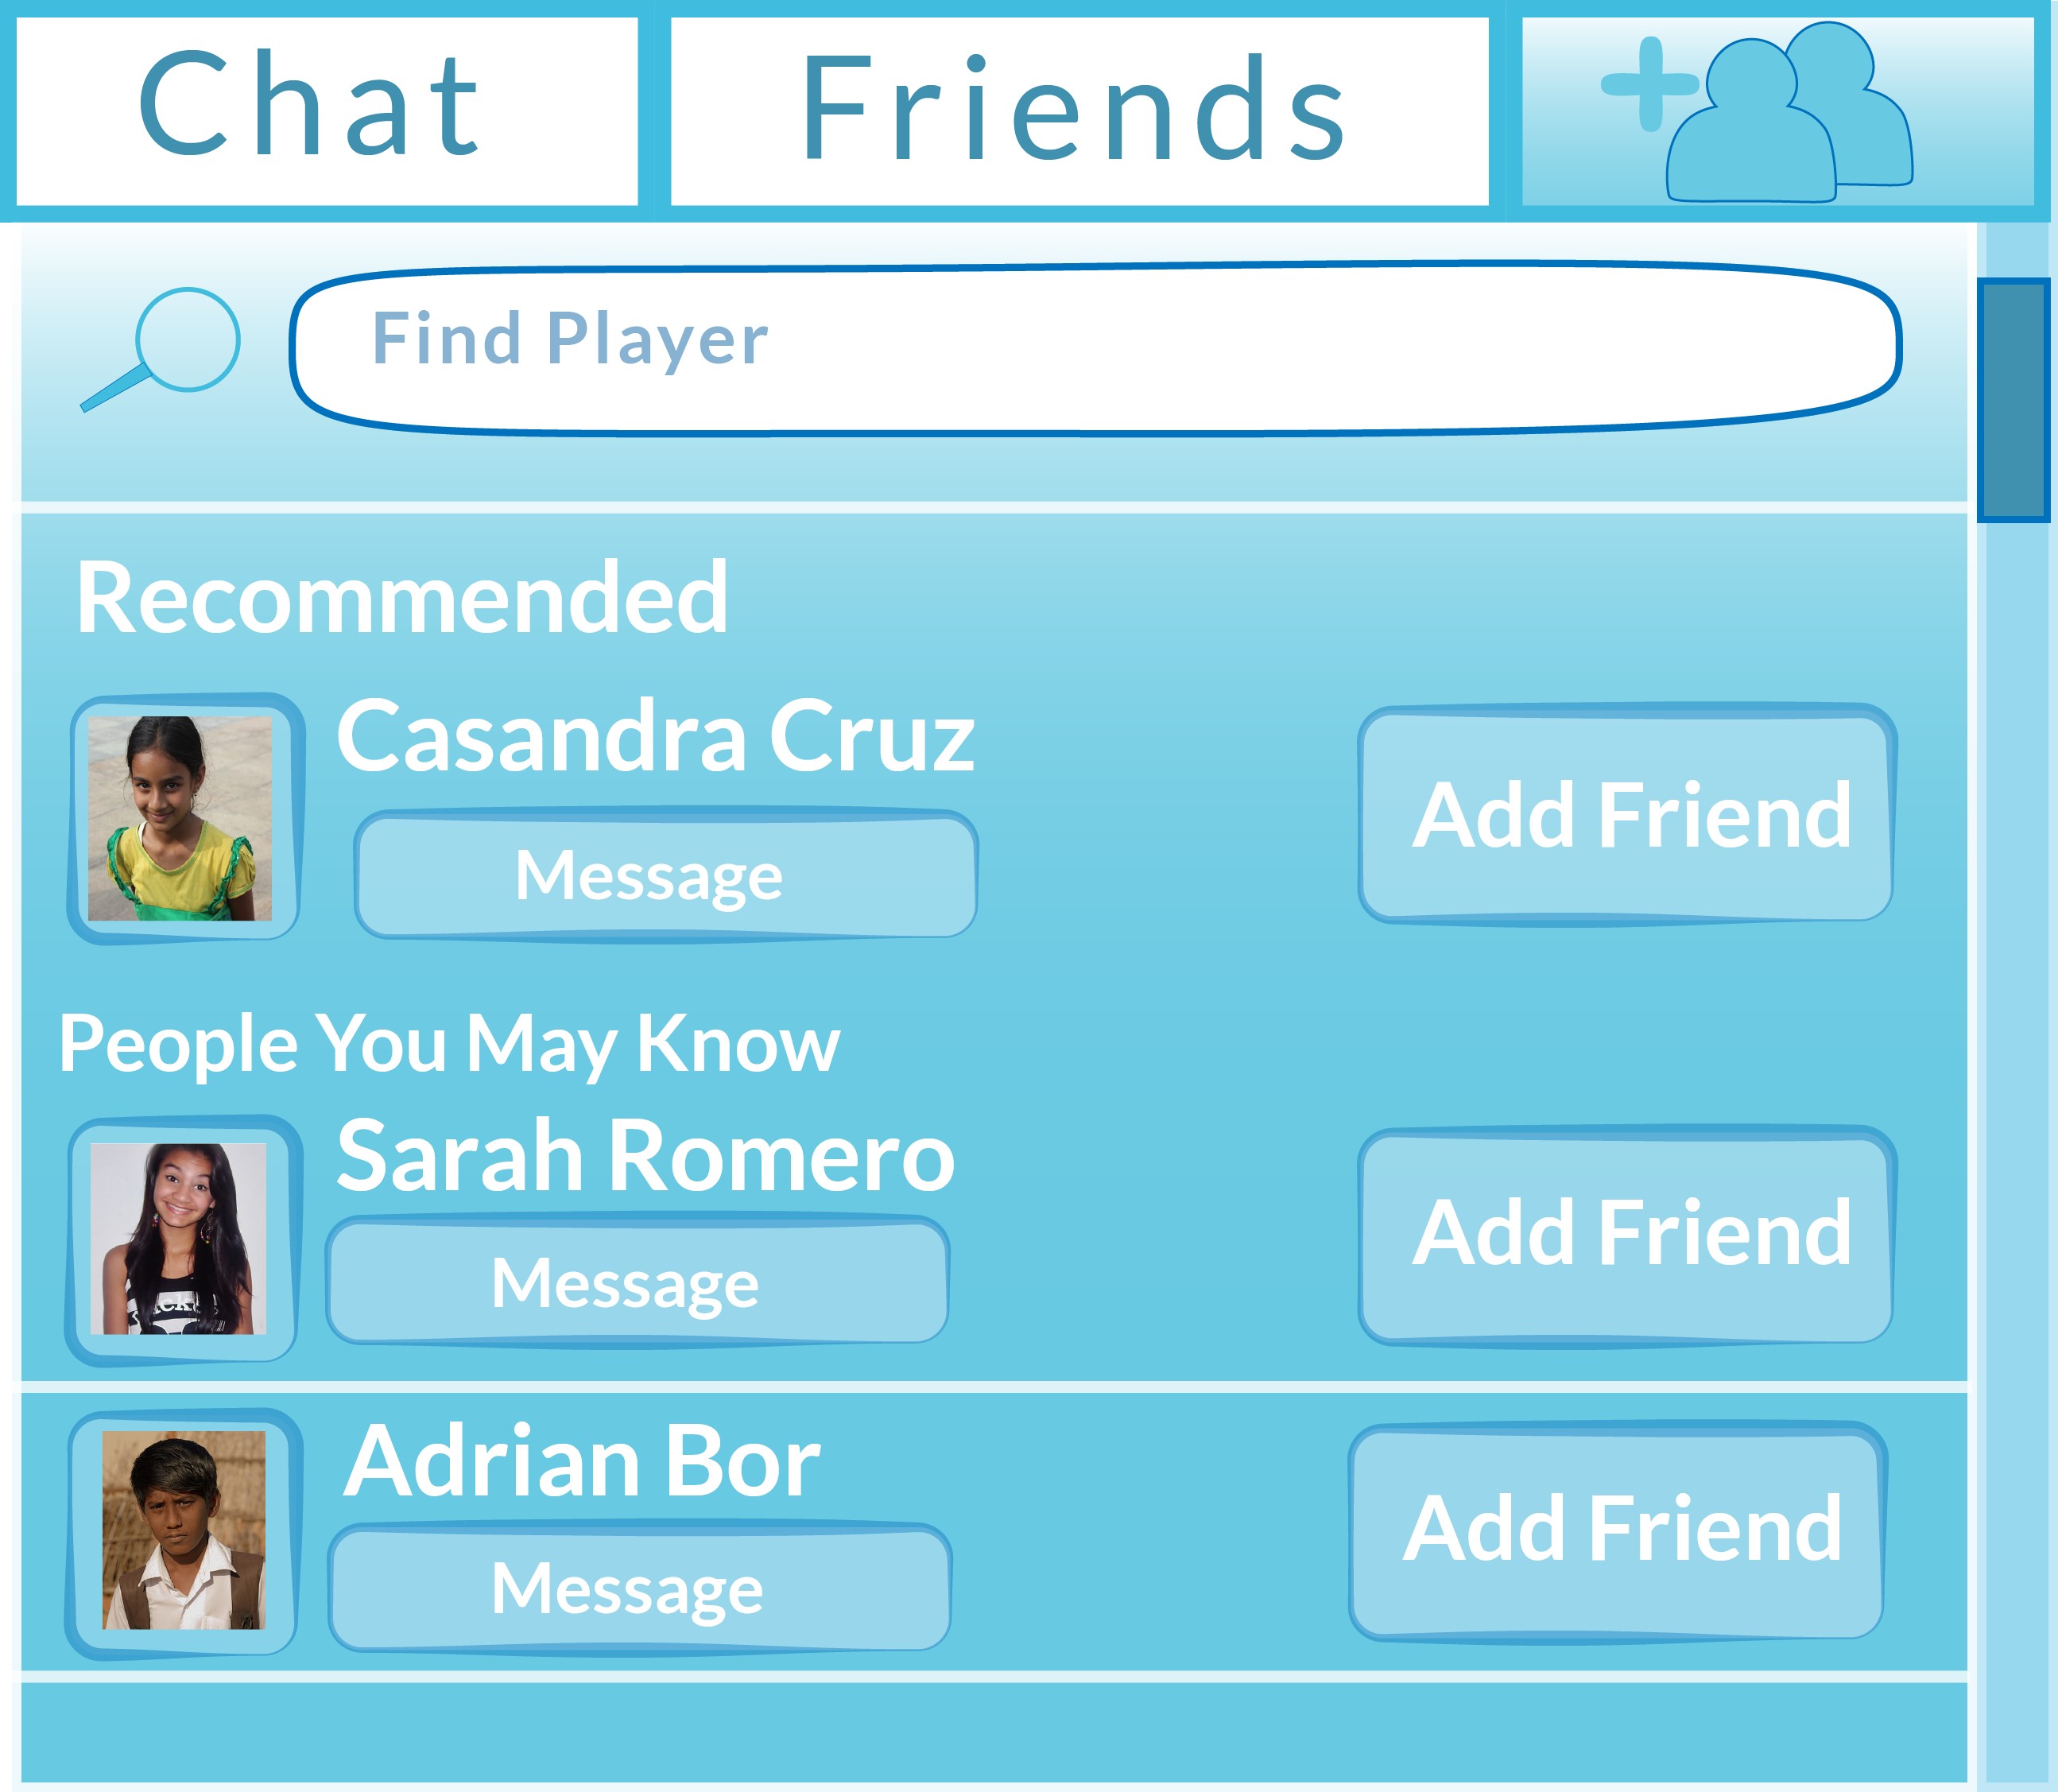 Chat
Friends
Find Player
Recommended
Casandra Cruz
Message
Add Friend
People You May Know
Sarah Romero
Message
Add Friend
Adrian Bor
Message
Add Friend